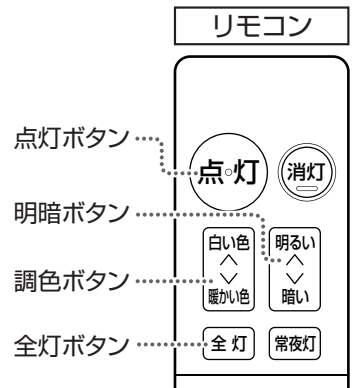 リモコン
点灯ボタン
点灯
消灯
明暗ボタン
白い色
明るい
調色ボタン
暖かい色
暗い
全灯ボタン
全灯
常夜灯